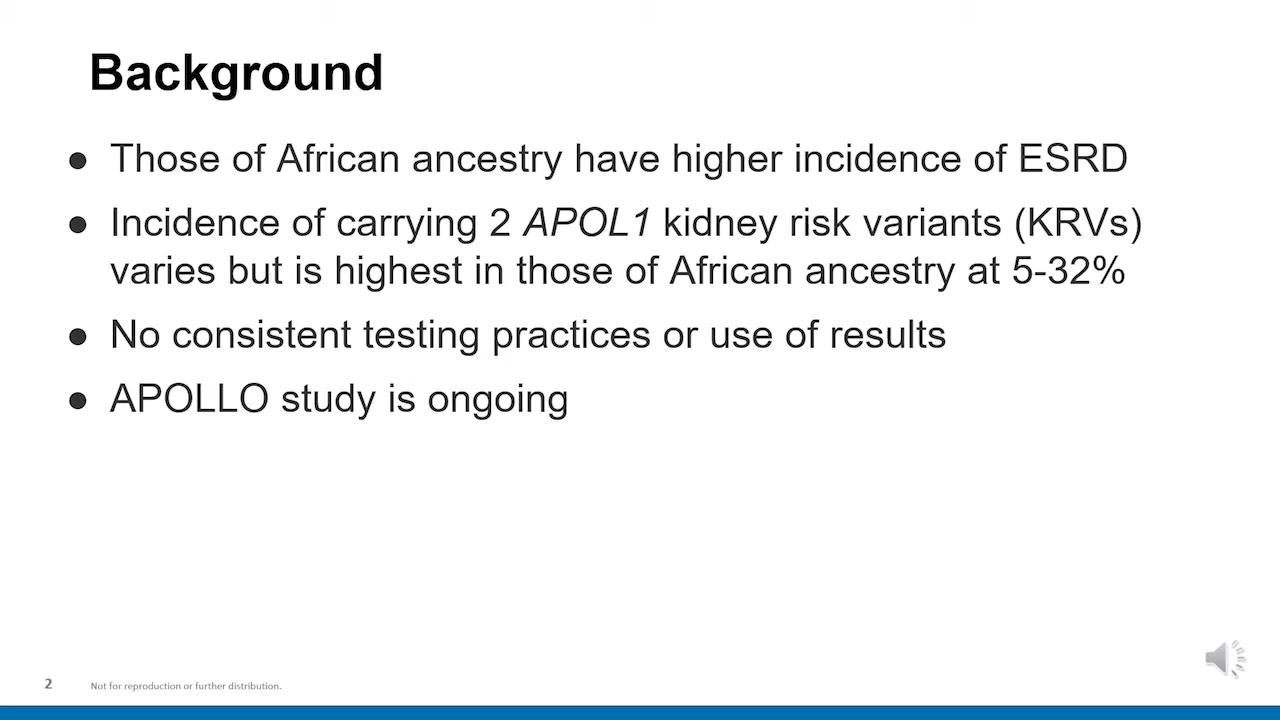 Background
● Those of African ancestry have higher incidence of ESRD
● Incidence of carrying 2 APOL1 kidney risk variants (KRVs)
varies but is highest in those of African ancestry at 5-32%
● No consistent testing practices or use of results
● APOLLO study is ongoing
2 Not for reproduction or further distribution.